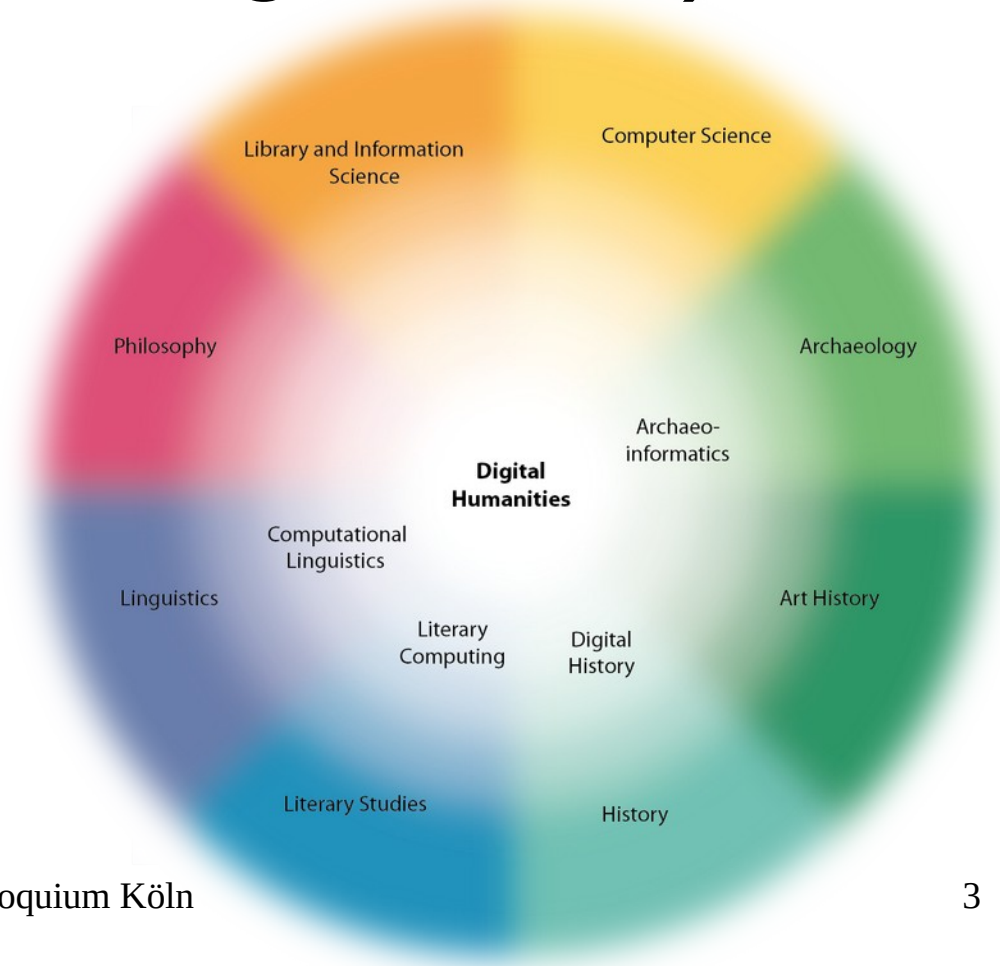 Library and Information
Science
Computer Science
Philosophy
Archaeology
Archaeo-
informatics
Digital
Humanities
Computational
Linguistics
Linguistics
Art History
Literary
Computing
Digital
History
Literary Studies
History
oquium Köln
3